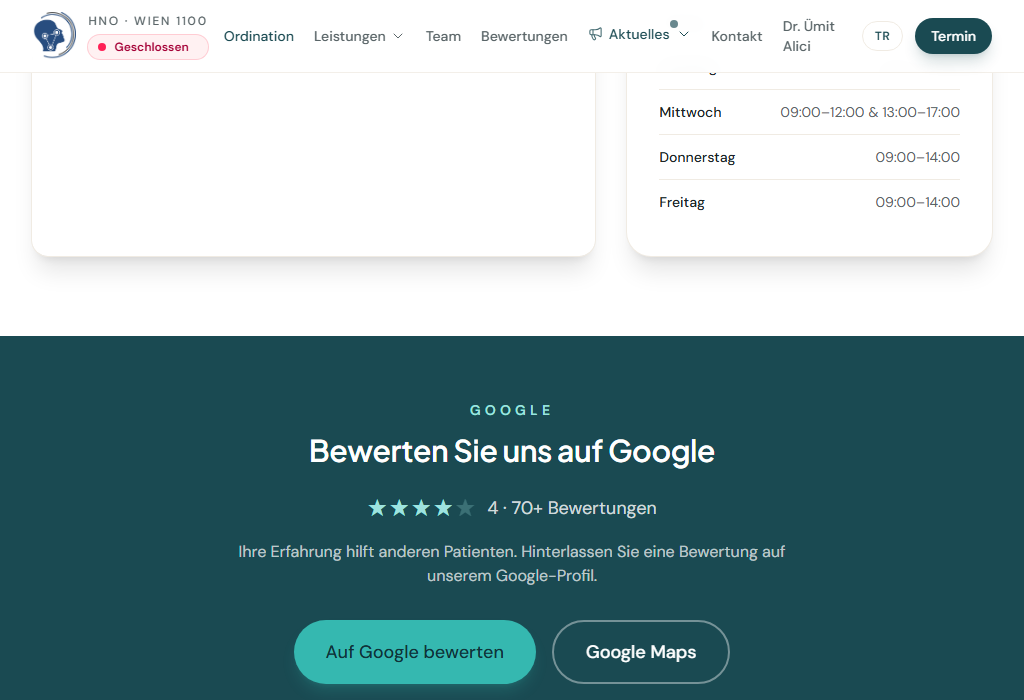 HNO · WIEN 1100
Geschlossen
Ordination
Leistungen
Team
Bewertungen
Aktuelles
Kontakt
Dr. Ümit
Alici
TR
Termin
Mittwoch 09:00–12:00 & 13:00–17:00
Donnerstag 09:00–14:00
Freitag 09:00–14:00
GOOGLE
Bewerten Sie uns auf Google
4 · 70+ Bewertungen
Ihre Erfahrung hilft anderen Patienten. Hinterlassen Sie eine Bewertung auf
unserem Google-Profil.
Auf Google bewerten
Google Maps